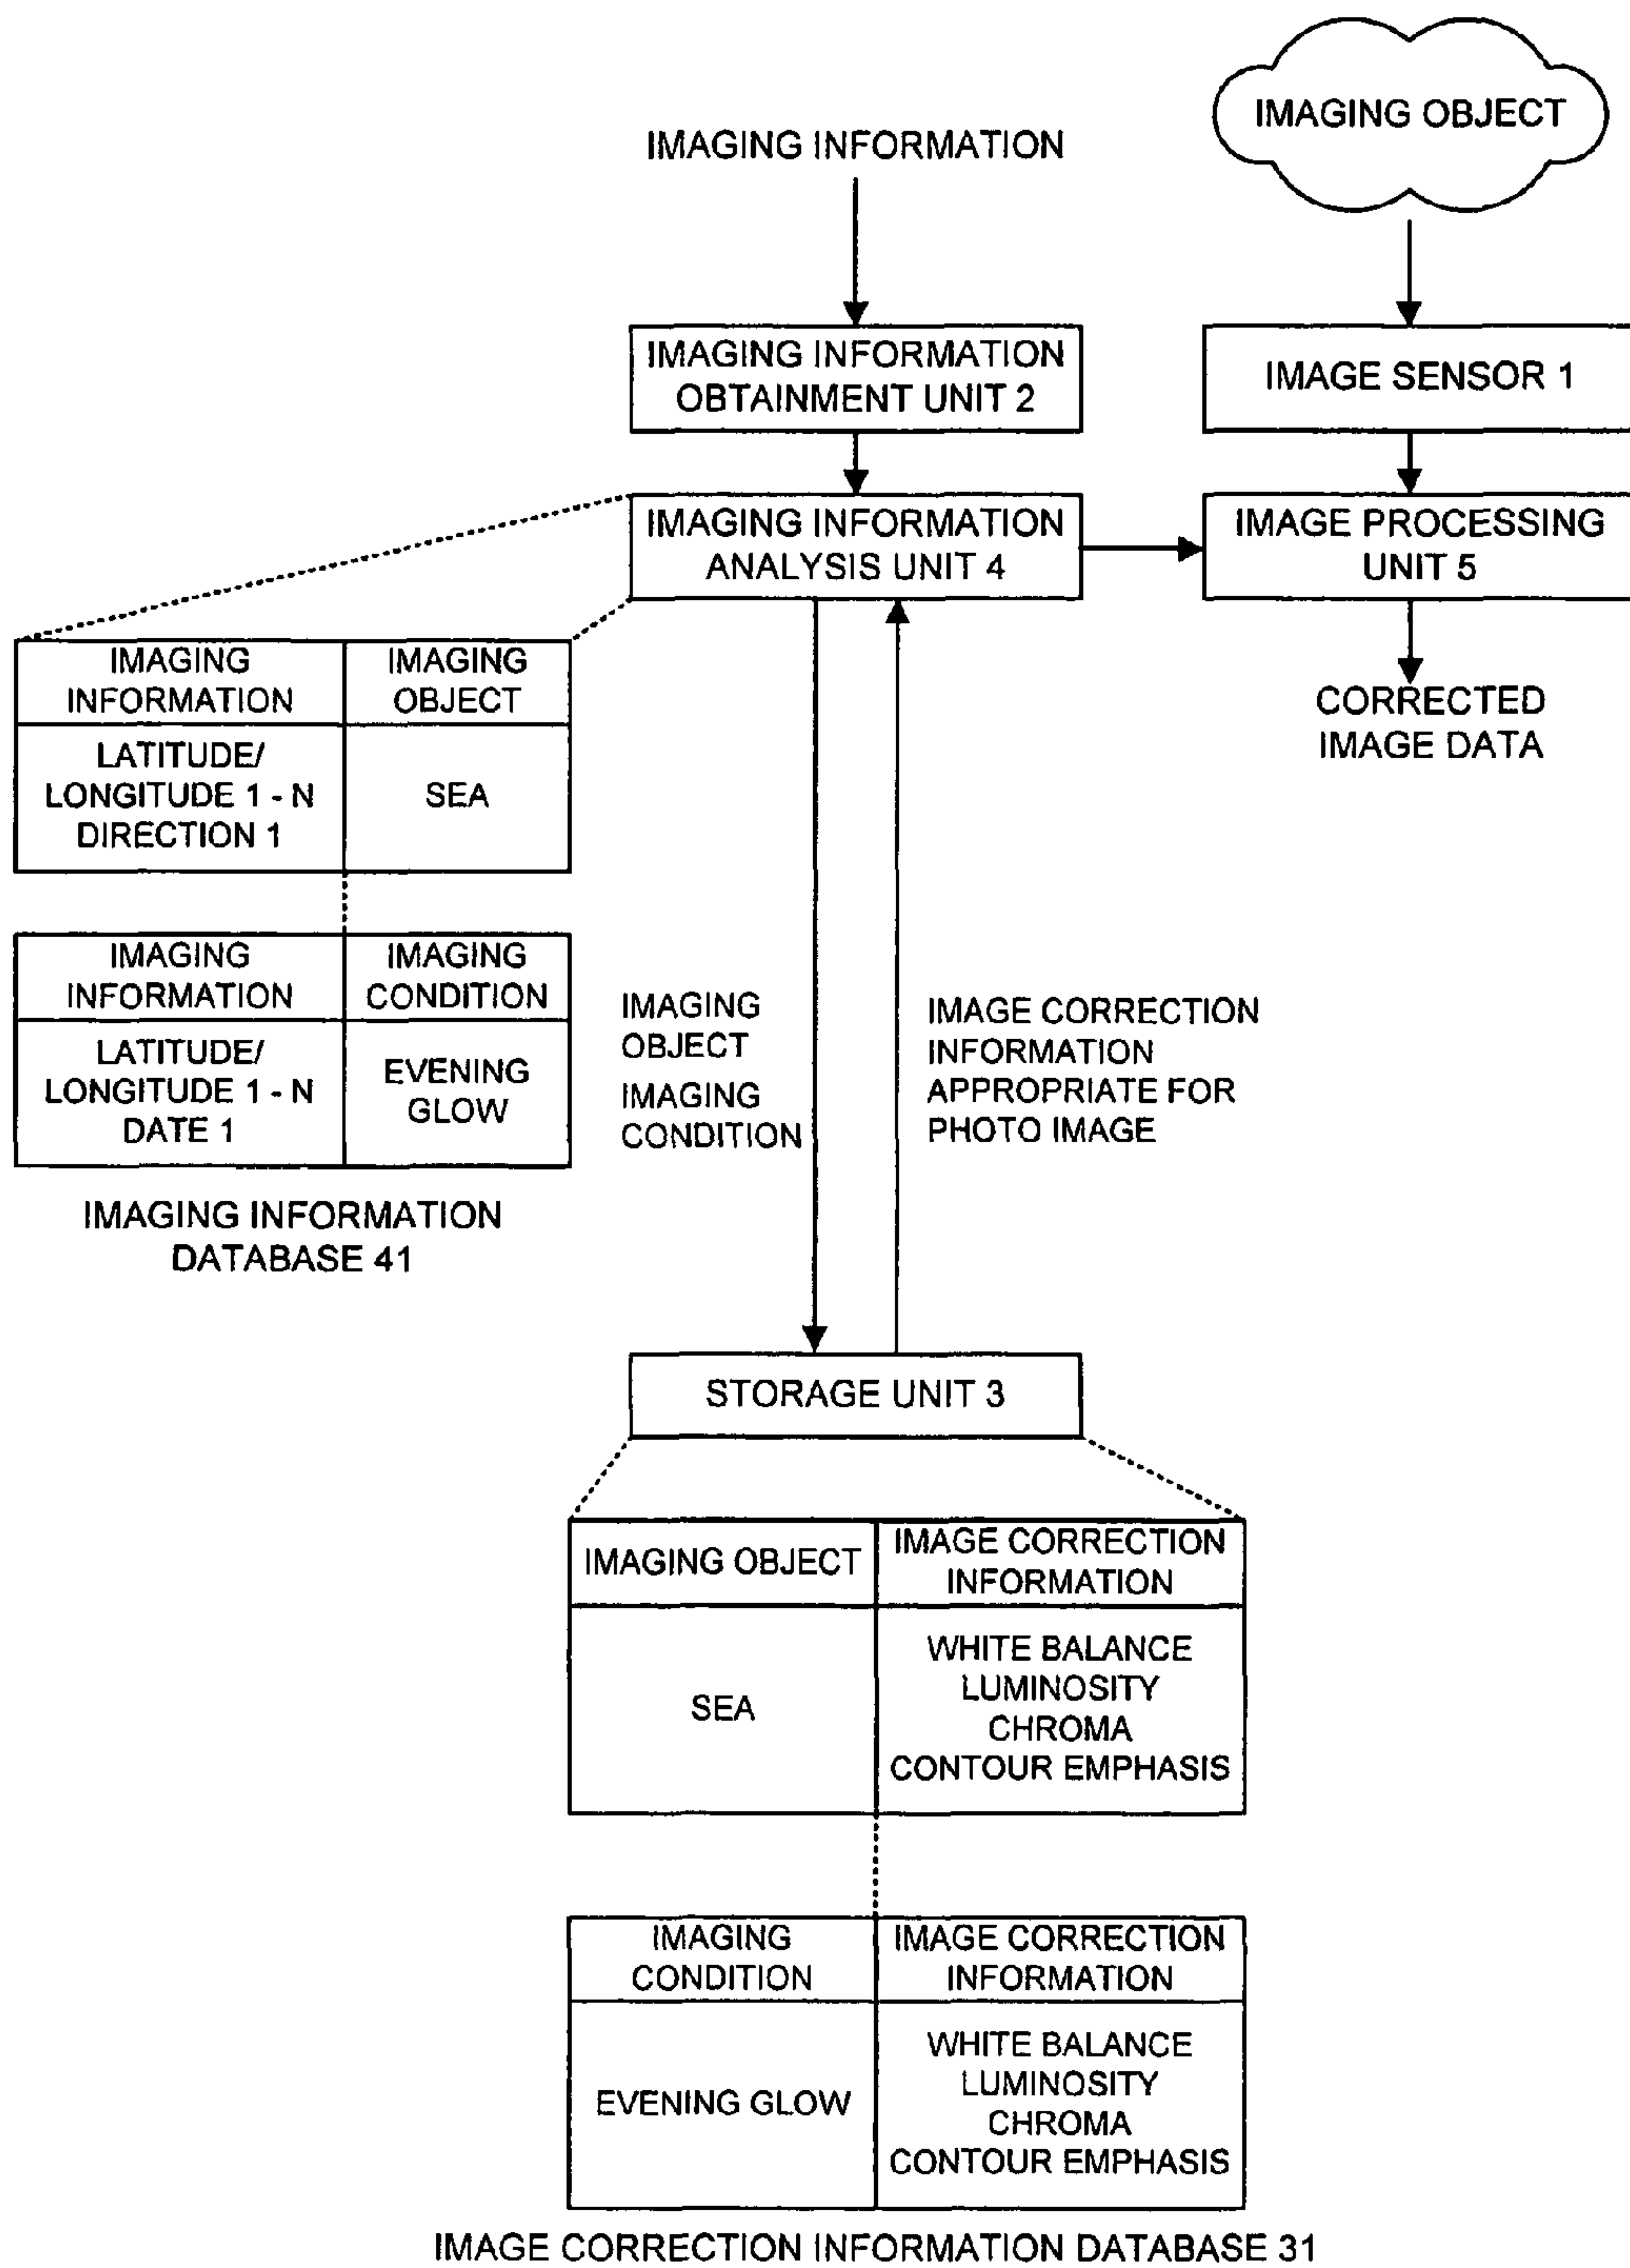 IMAGING OBJECT
IMAGING INFORMATION
IMAGING INFORMATION
OBTAINMENT UNIT 2
IMAGE SENSOR 1
IMAGING INFORMATION
ANALYSIS UNIT 4
IMAGE PROCESSING
UNIT 5
CORRECTED
IMAGE DATA
IMAGING
INFORMATION
IMAGING
OBJECT
LATITUDE/
LONGITUDE 1 - N
DIRECTION 1
SEA
IMAGING
INFORMATION
IMAGING
CONDITION
LATITUDE/
LONGITUDE 1 - N
DATE 1
EVENING
GLOW
IMAGING INFORMATION
DATABASE 41
IMAGING
OBJECT
IMAGING
CONDITION
IMAGE CORRECTION
INFORMATION
APPROPRIATE FOR
PHOTO IMAGE
STORAGE UNIT 3
IMAGING OBJECT
IMAGE CORRECTION
INFORMATION
SEA
WHITE BALANCE
LUMINOSITY
CHROMA
CONTOUR EMPHASIS
IMAGING
CONDITION
IMAGE CORRECTION
INFORMATION
EVENING GLOW
WHITE BALANCE
LUMINOSITY
CHROMA
CONTOUR EMPHASIS
IMAGE CORRECTION INFORMATION DATABASE 31